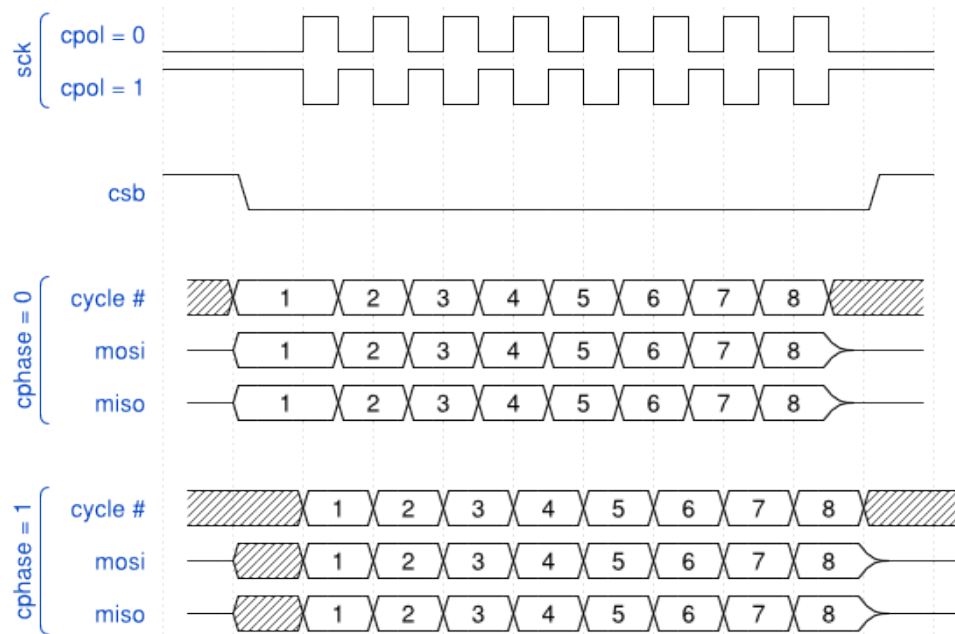 sck
cpol = 0
cpol = 1
csb
cphase = 0
cycle # 1 2 3 4 5 6 7 8
mosi 1 2 3 4 5 6 7 8
miso 1 2 3 4 5 6 7 8
cphase = 1
cycle # 1 2 3 4 5 6 7 8
mosi 1 2 3 4 5 6 7 8
miso 1 2 3 4 5 6 7 8